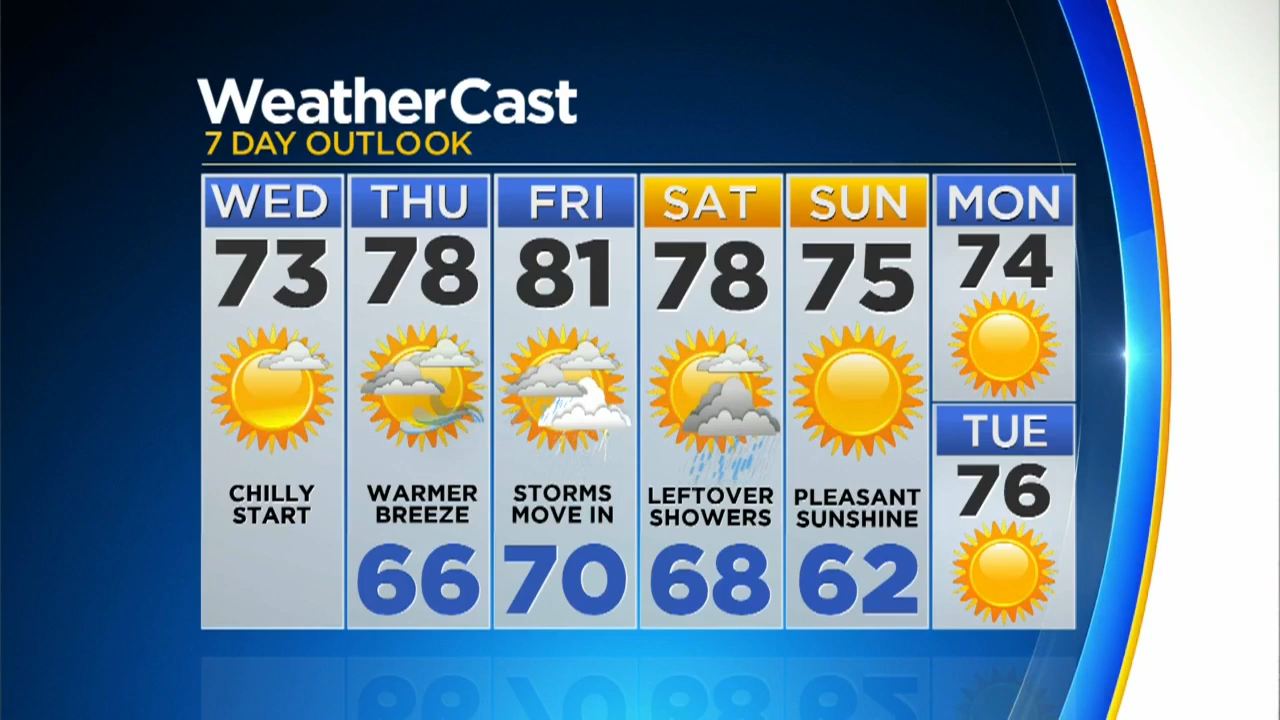 WeatherCast
7 DAY OUTLOOK
WED
73
CHILLY
START
THU
78
WARMER
BREEZE
66
FRI
81
STORMS
MOVE IN
70
SAT
78
LEFTOVER
SHOWERS
68
SUN
75
PLEASANT
SUNSHINE
62
MON
74
TUE
76